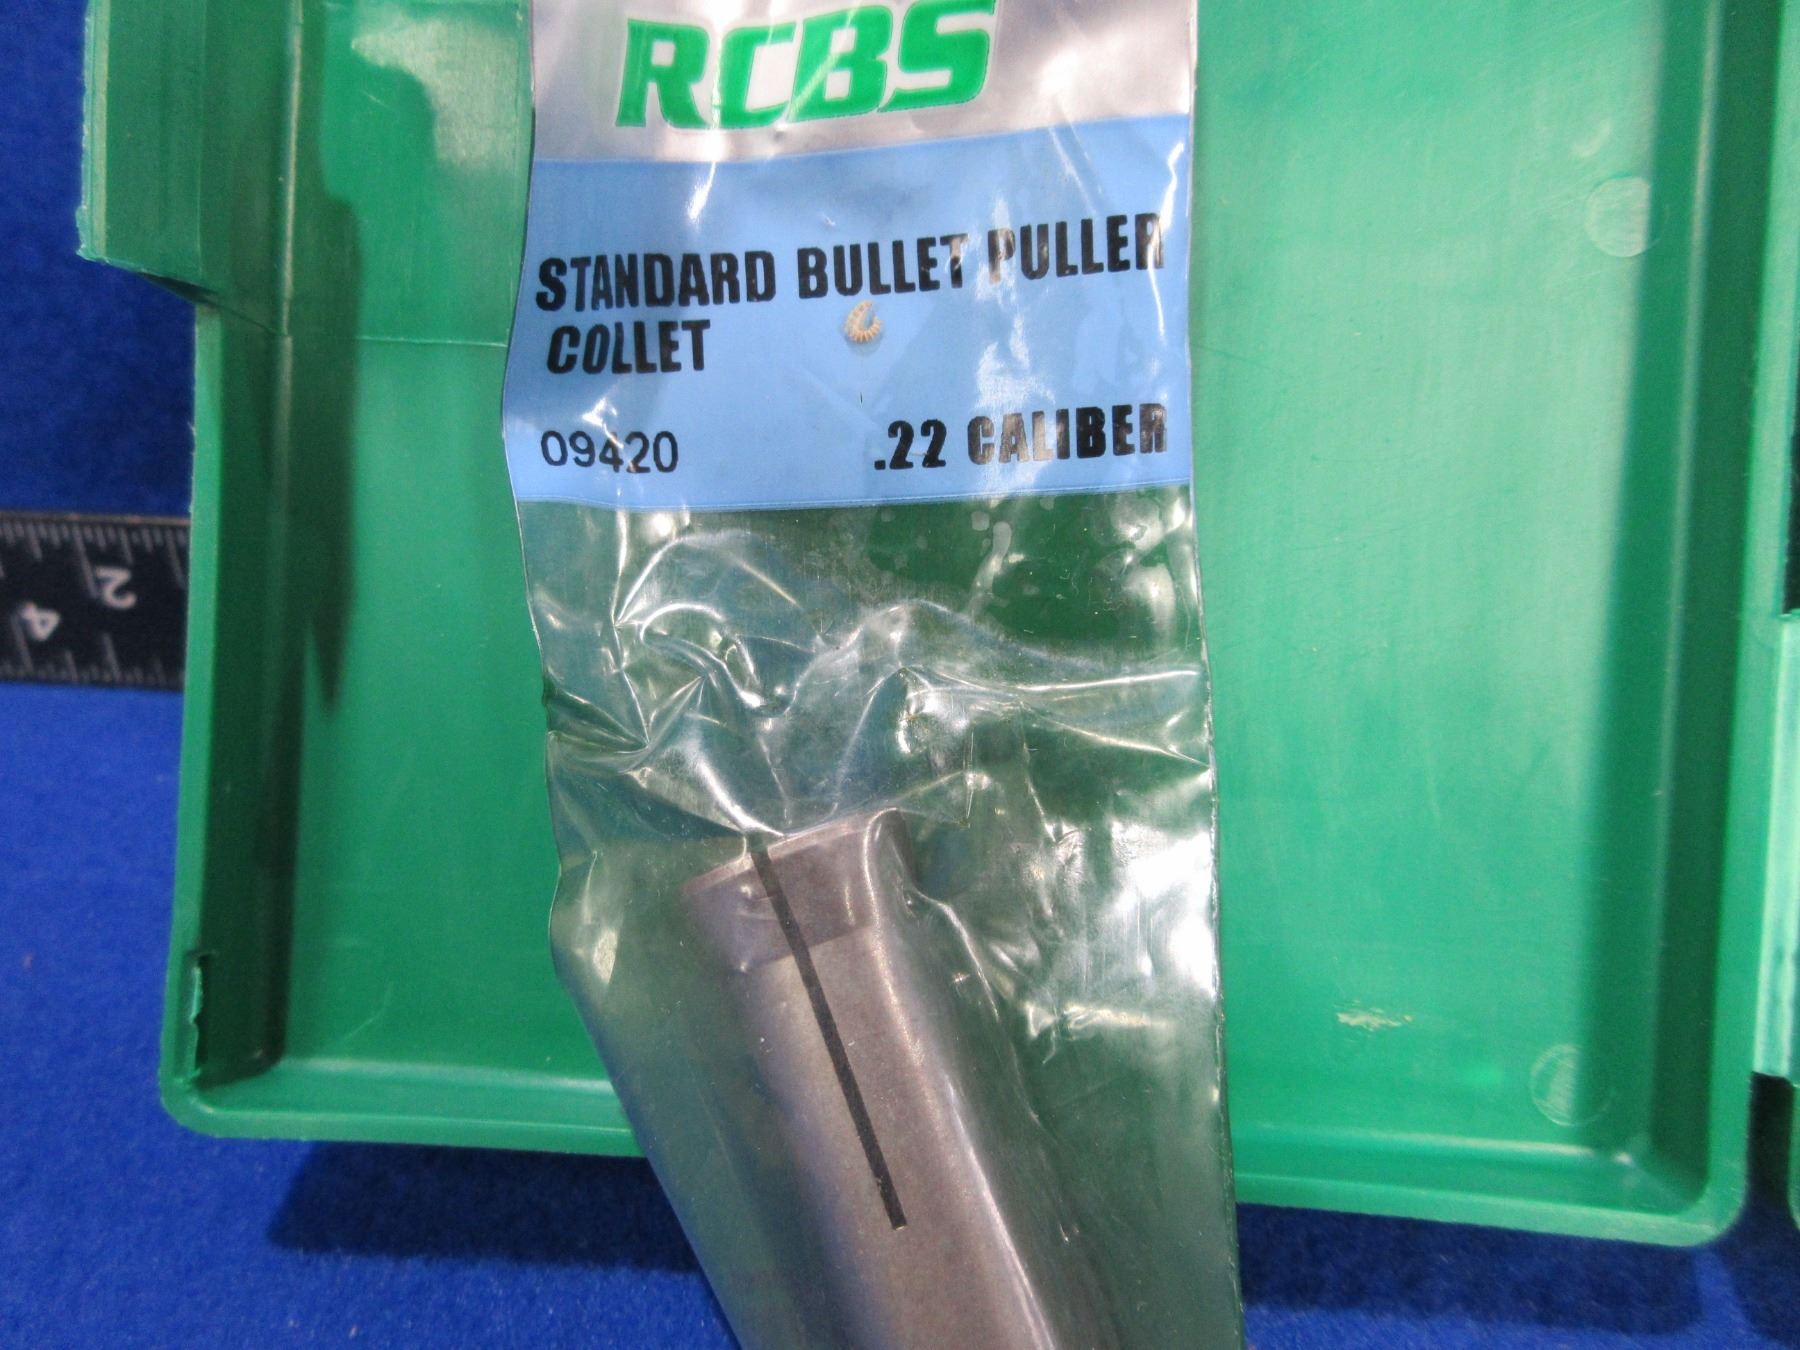 RCBS
STANDARD BULLET PULLER
COLLET
09420 .22 CALIBER
2
4